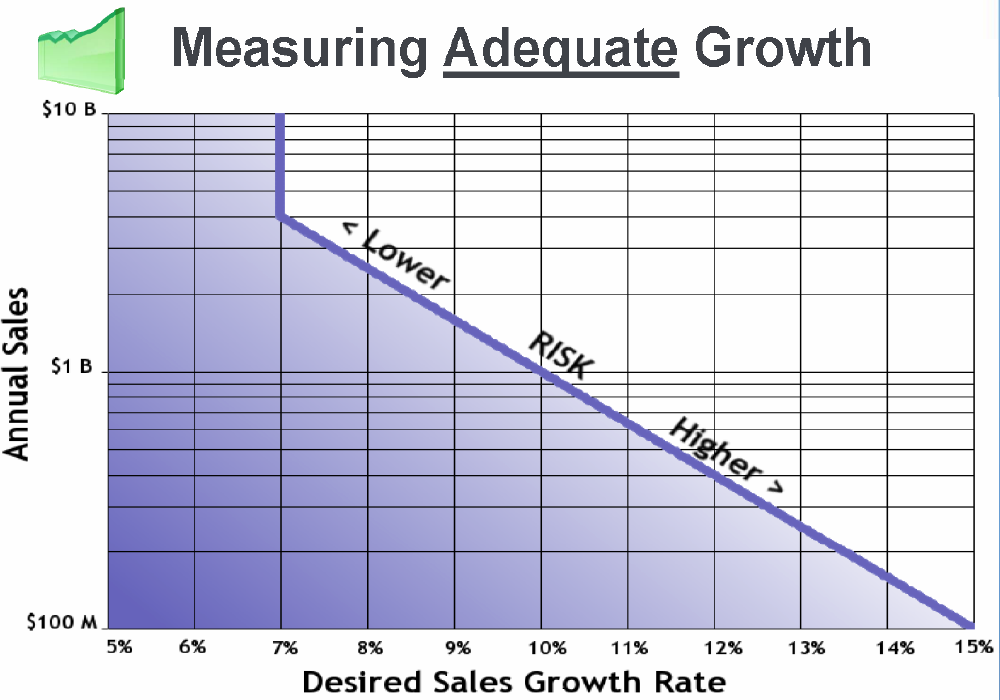 Measuring Adequate Growth
$10 B
$1 B
$100 M
Annual Sales
< Lower
RISK
Higher >
5% 6% 7% 8% 9% 10% 11% 12% 13% 14% 15%
Desired Sales Growth Rate